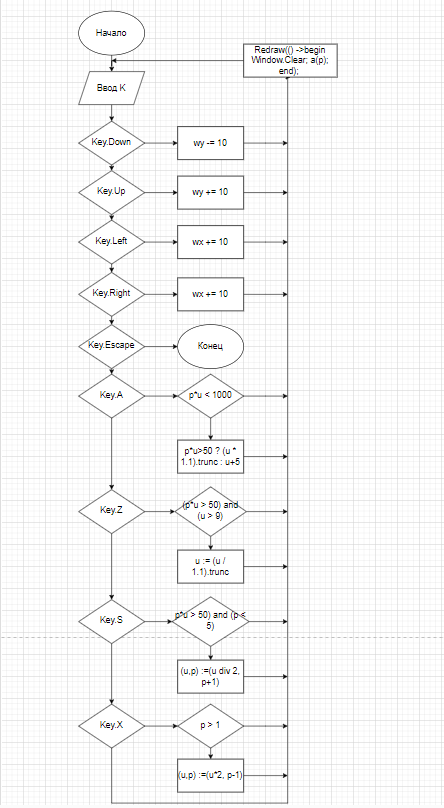 Начало
Redraw(() ->begin
Window.Clear; a(p);
end);
Ввод K
Key.Down
wy -= 10
Key.Up
wy += 10
Key.Left
wx += 10
Key.Right
wx += 10
Key.Escape
Конец
Key.A
p*u < 1000
p*u>50 ? (u *
1.1).trunc : u+5
Key.Z
(p*u > 50) and
(u > 9)
u := (u /
1.1).trunc
Key.S
p*u > 50) and (p <
5)
(u,p) :=(u div 2,
p+1)
Key.X
p > 1
(u,p) :=(u*2, p-1)